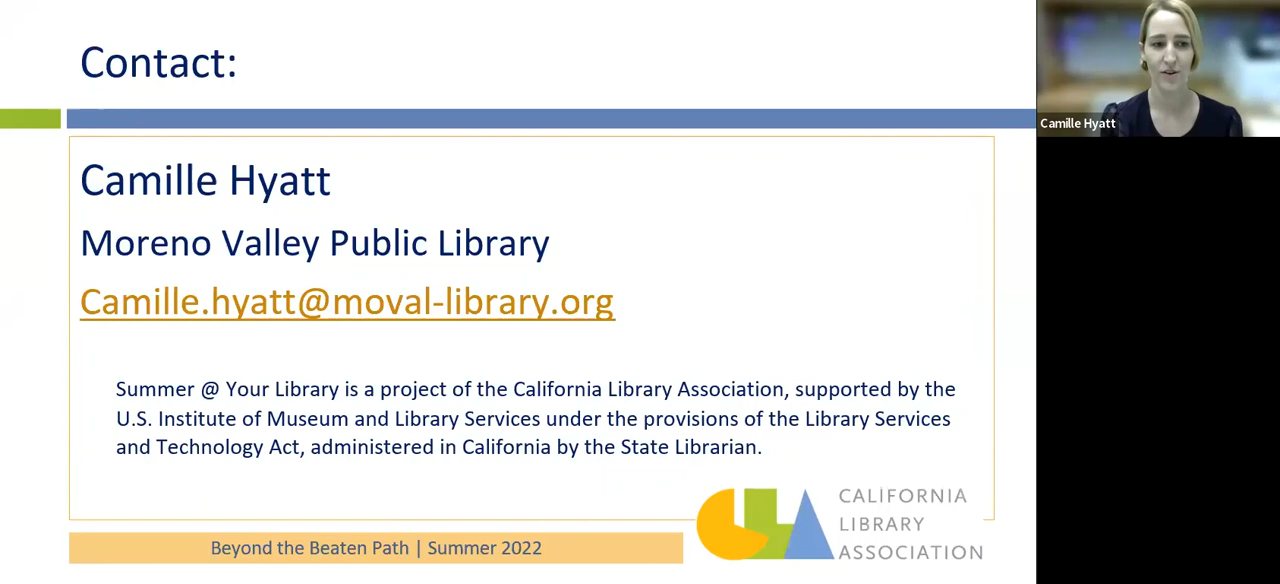 Contact:
Camille Hyatt
Camille Hyatt
Moreno Valley Public Library
Camille.hyatt@moval-library.org
Summer @ Your Library is a project of the California Library Association, supported by the
U.S. Institute of Museum and Library Services under the provisions of the Library Services
and Technology Act, administered in California by the State Librarian.
CLA
CALIFORNIA
LIBRARY
ASSOCIATION
Beyond the Beaten Path | Summer 2022